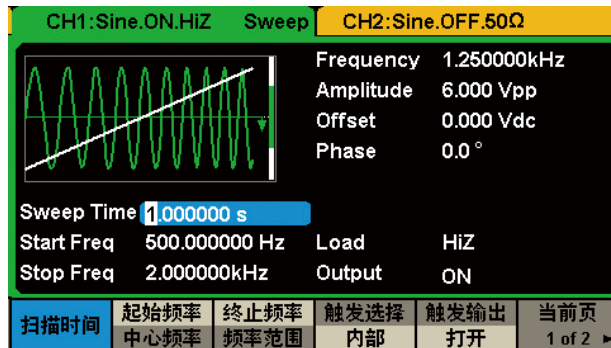 CH1:Sine.ON.HiZ Sweep CH2:Sine.OFF.50Ω
Frequency 1.250000kHz
Amplitude 6.000 Vpp
Offset 0.000 Vdc
Phase 0.0 °
Sweep Time 1.000000 s
Start Freq 500.000000 Hz Load HiZ
Stop Freq 2.000000kHz Output ON
扫描时间 起始频率 终止频率 触发选择 触发输出 当前页
中心频率 频率范围 内部 打开 1 of 2